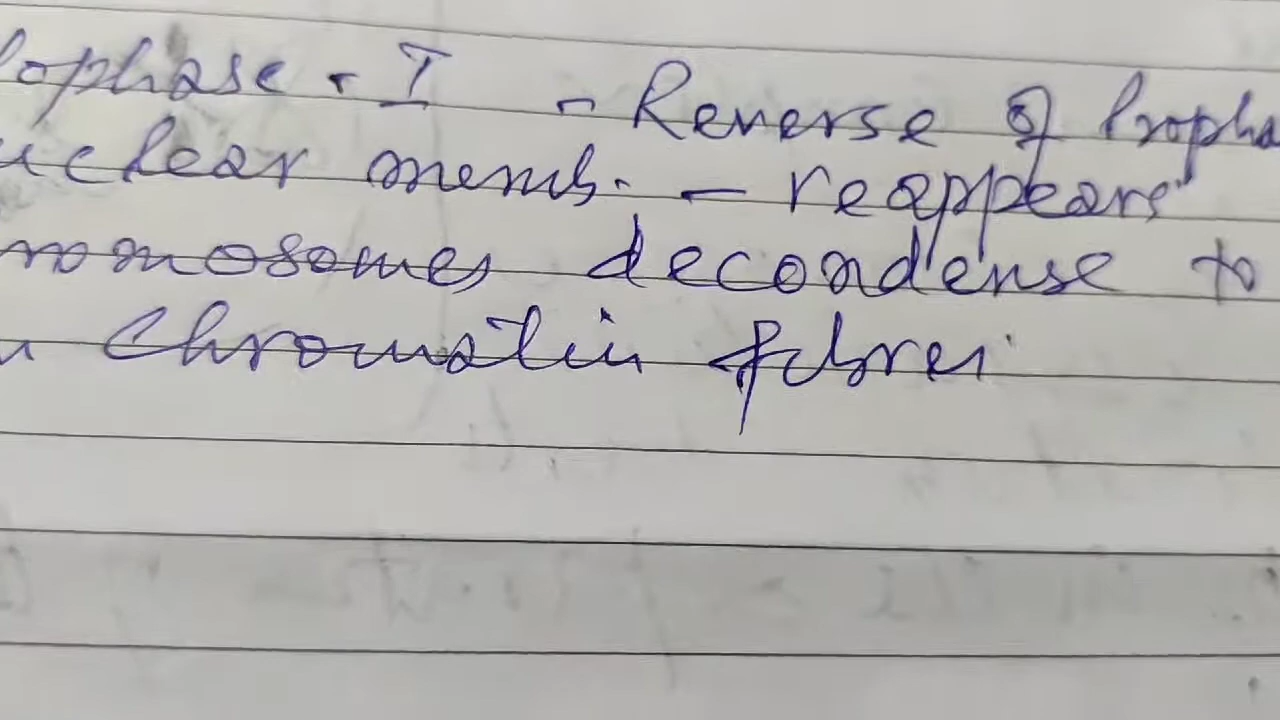 lophase - I - Reverse of Propha
uclear memb. - reappears
romosomes decondense to
Chromatin fibres